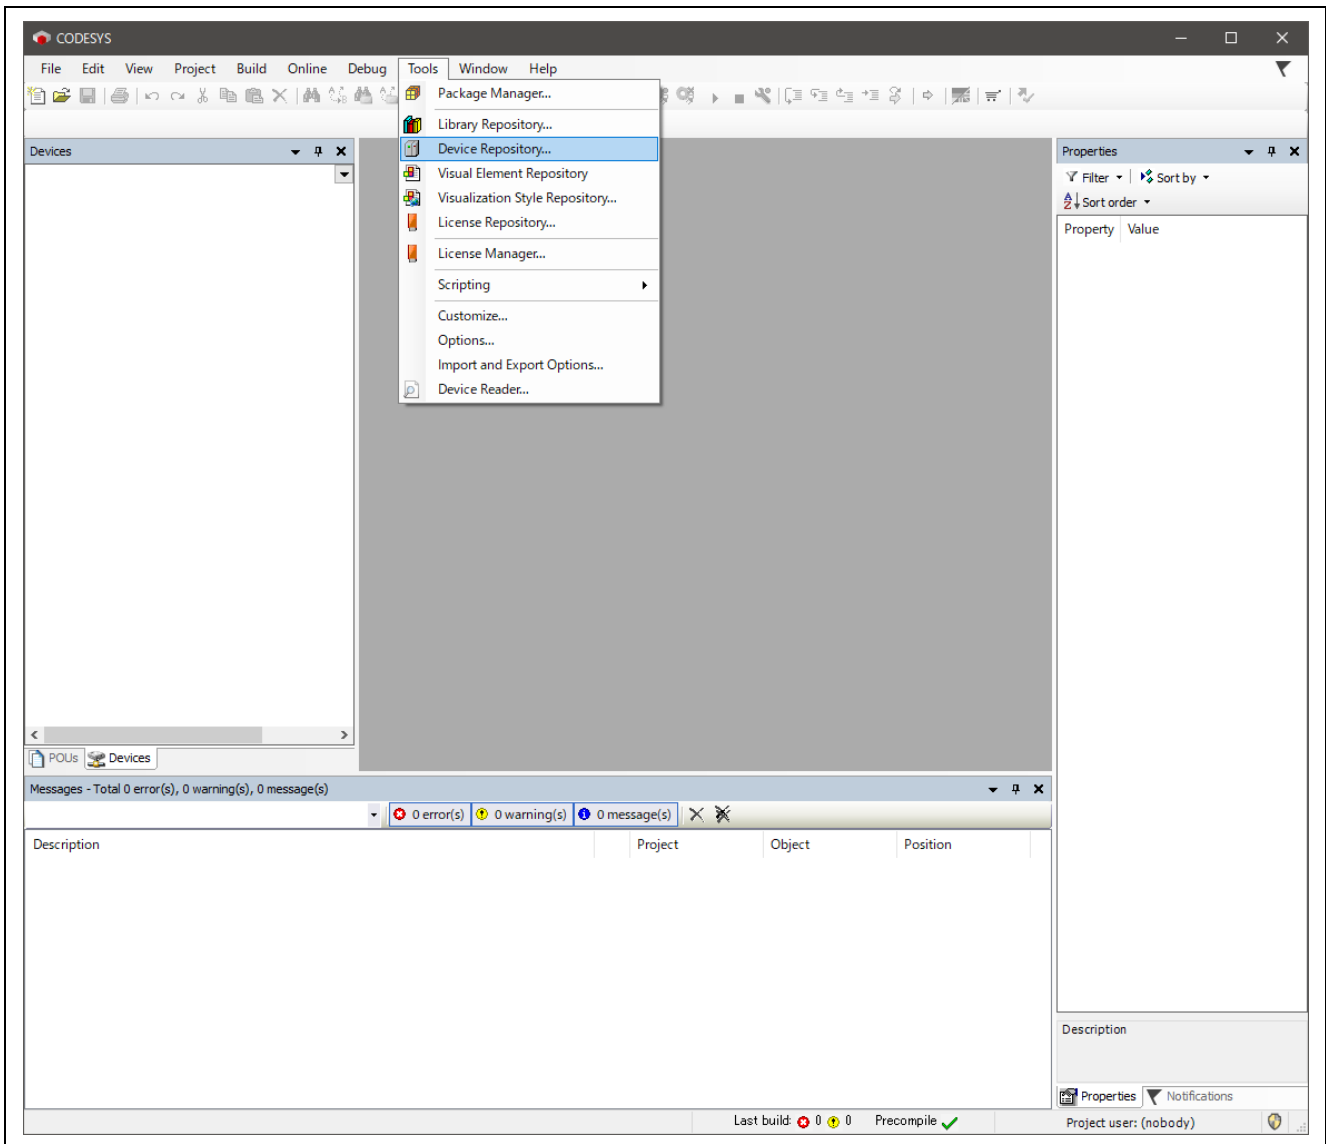 CODESYS
File Edit View Project Build Online Debug Tools Window Help
Package Manager...
Library Repository...
Device Repository...
Visual Element Repository
Visualization Style Repository...
License Repository...
License Manager...
Scripting
Customize...
Options...
Import and Export Options...
Device Reader...
Devices
POUs Devices
Properties
Filter Sort by
Sort order
Property Value
Description
Properties Notifications
Messages - Total 0 error(s), 0 warning(s), 0 message(s)
0 error(s) 0 warning(s) 0 message(s)
Description Project Object Position
Last build: 0 0 Precompile Project user: (nobody)